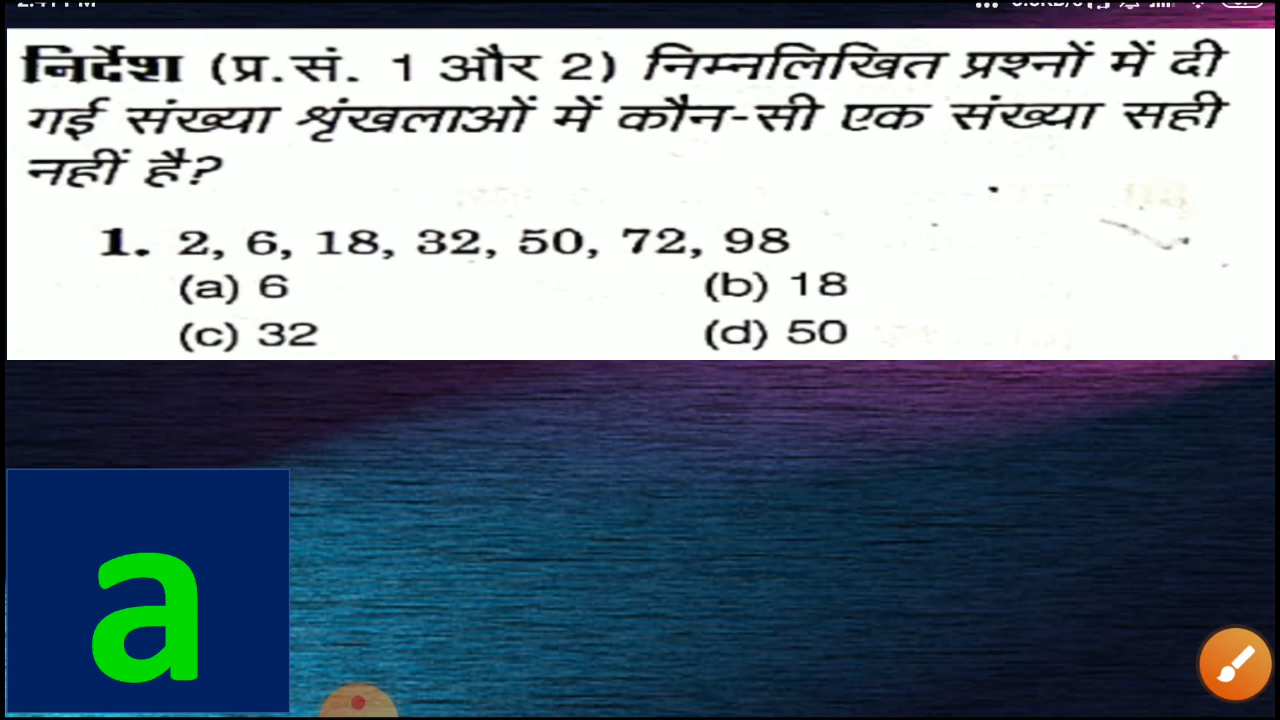 निर्देश (प्र.सं. 1 और 2) निम्नलिखित प्रश्नों में दी
गई संख्या शृंखलाओं में कौन-सी एक संख्या सही
नहीं है?
1. 2, 6, 18, 32, 50, 72, 98
(a) 6 (b) 18
(c) 32 (d) 50
a